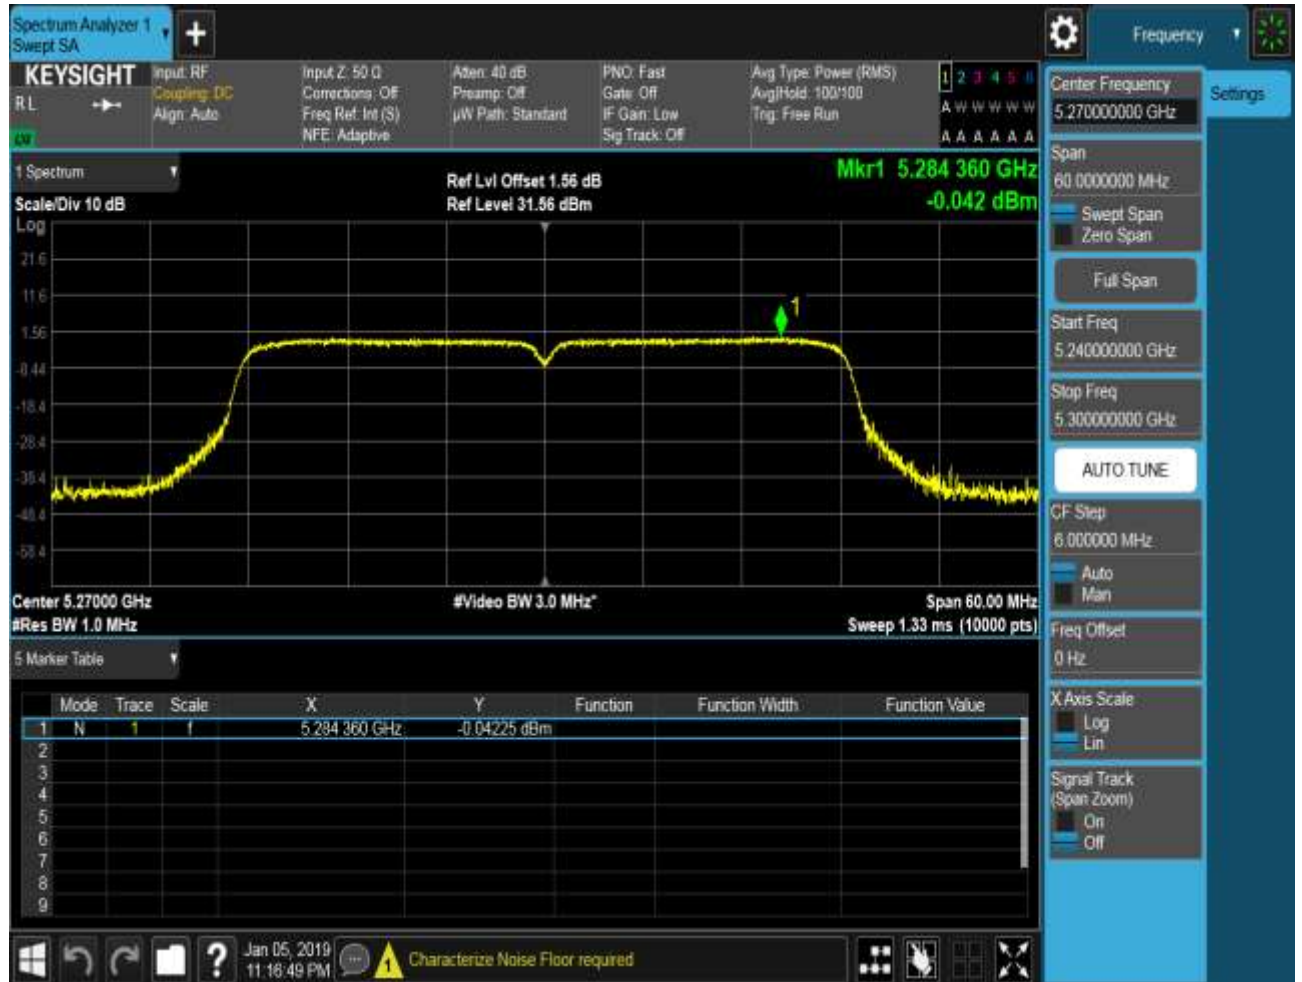 Spectrum Analyzer 1
Swept SA
Frequency
KEYSIGHT
RL
Input: RF
Coupling: DC
Align: Auto
Input Z: 50 Ω
Corrections: Off
Freq Ref: Int (S)
NFE: Adaptive
Atten: 40 dB
Preamp: Off
µW Path: Standard
PNO: Fast
Gate: Off
IF Gain: Low
Sig Track: Off
Avg Type: Power (RMS)
Avg|Hold: 100/100
Trig: Free Run
1 2 3 4 5 6
A W W W W W
A A A A A A
1 Spectrum
Scale/Div 10 dB
Ref Lvl Offset 1.56 dB
Ref Level 31.56 dBm
Mkr1 5.284 360 GHz
-0.042 dBm
Log
21.6
11.6
1.56
-8.44
-18.4
-28.4
-38.4
-48.4
-58.4
1
Center 5.27000 GHz
#Res BW 1.0 MHz
#Video BW 3.0 MHz*
Span 60.00 MHz
Sweep 1.33 ms (10000 pts)
5 Marker Table
Mode Trace Scale X Y Function Function Width Function Value
1 N 1 f 5.284 360 GHz -0.04225 dBm
2
3
4
5
6
7
8
9
Jan 05, 2019
11:16:49 PM
Characterize Noise Floor required
Center Frequency
5.270000000 GHz
Settings
Span
60.0000000 MHz
Swept Span
Zero Span
Full Span
Start Freq
5.240000000 GHz
Stop Freq
5.300000000 GHz
AUTO TUNE
CF Step
6.000000 MHz
Auto
Man
Freq Offset
0 Hz
X Axis Scale
Log
Lin
Signal Track
(Span Zoom)
On
Off